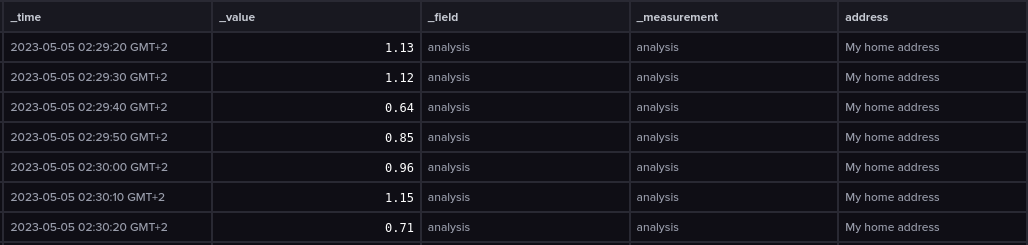 _time _value _field _measurement address
2023-05-05 02:29:20 GMT+2 1.13 analysis analysis My home address
2023-05-05 02:29:30 GMT+2 1.12 analysis analysis My home address
2023-05-05 02:29:40 GMT+2 0.64 analysis analysis My home address
2023-05-05 02:29:50 GMT+2 0.85 analysis analysis My home address
2023-05-05 02:30:00 GMT+2 0.96 analysis analysis My home address
2023-05-05 02:30:10 GMT+2 1.15 analysis analysis My home address
2023-05-05 02:30:20 GMT+2 0.71 analysis analysis My home address